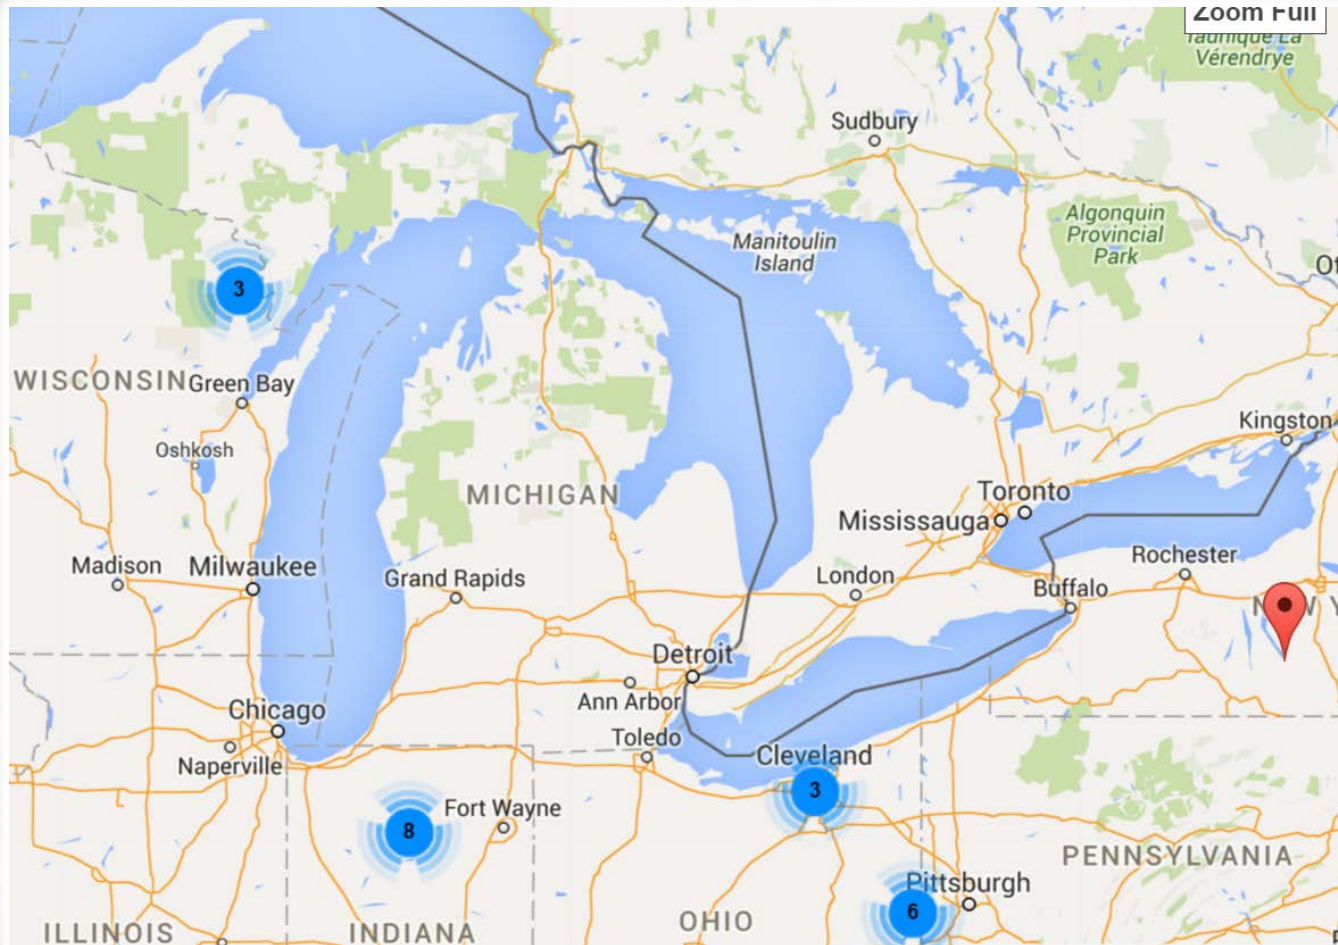 Zoom Full
Vérendrye
Sudbury
Algonquin
Provincial
Park
Manitoulin
Island
3
WISCONSIN
Green Bay
Kingston
Oshkosh
MICHIGAN
Toronto
Mississauga
Rochester
Madison
Milwaukee
Grand Rapids
London
Buffalo
Detroit
Ann Arbor
Chicago
Toledo
Naperville
Cleveland
3
Fort Wayne
8
PENNSYLVANIA
Pittsburgh
6
OHIO
ILLINOIS
INDIANA